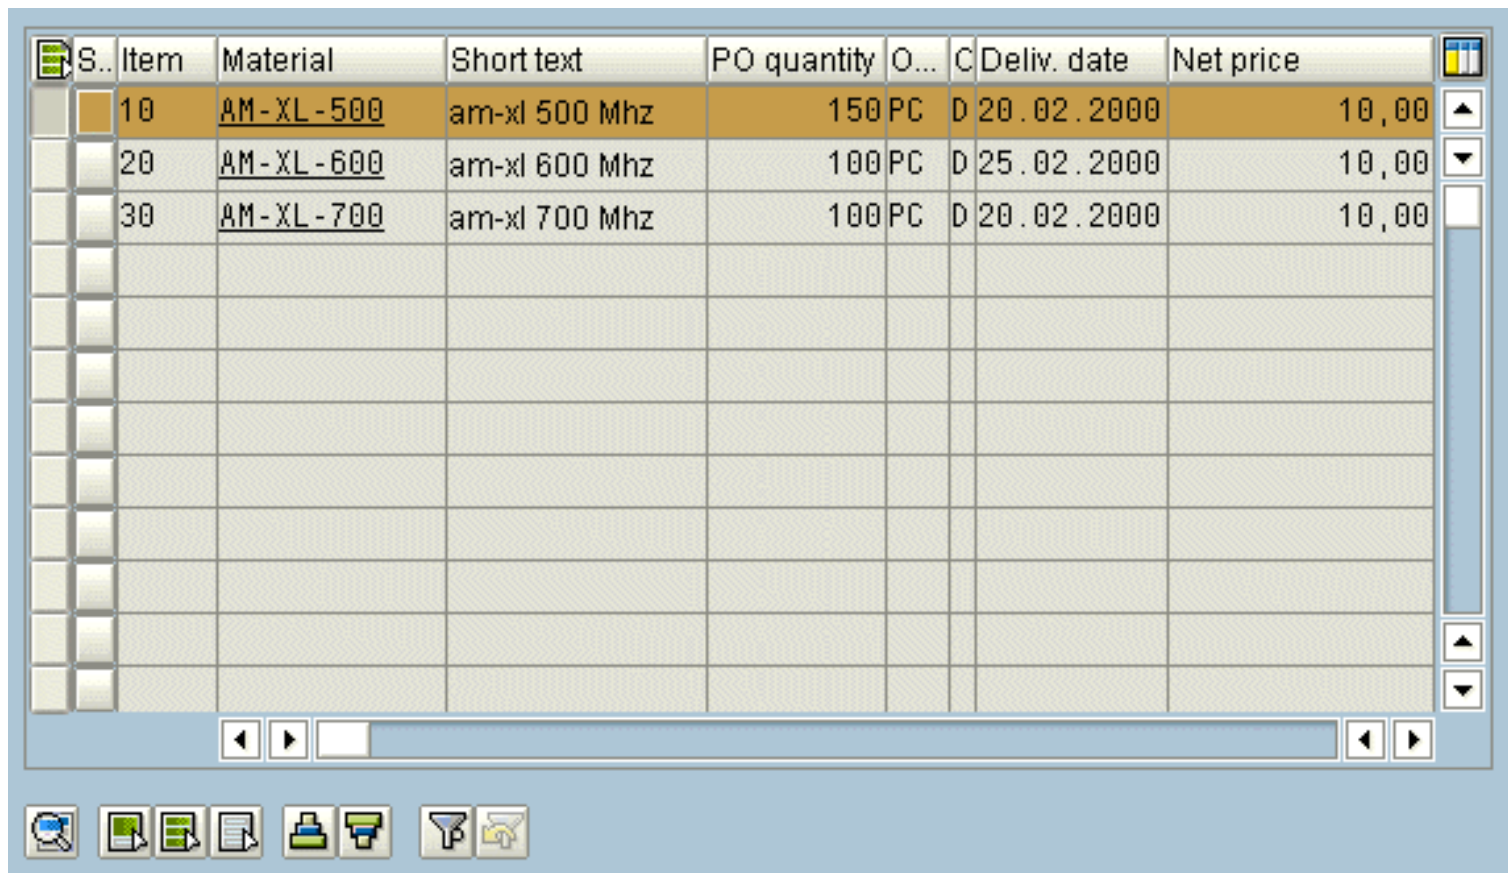 S.. Item Material Short text PO quantity O... C Deliv. date Net price
10 AM-XL-500 am-xl 500 Mhz 150 PC D 20.02.2000 10,00
20 AM-XL-600 am-xl 600 Mhz 100 PC D 25.02.2000 10,00
30 AM-XL-700 am-xl 700 Mhz 100 PC D 20.02.2000 10,00